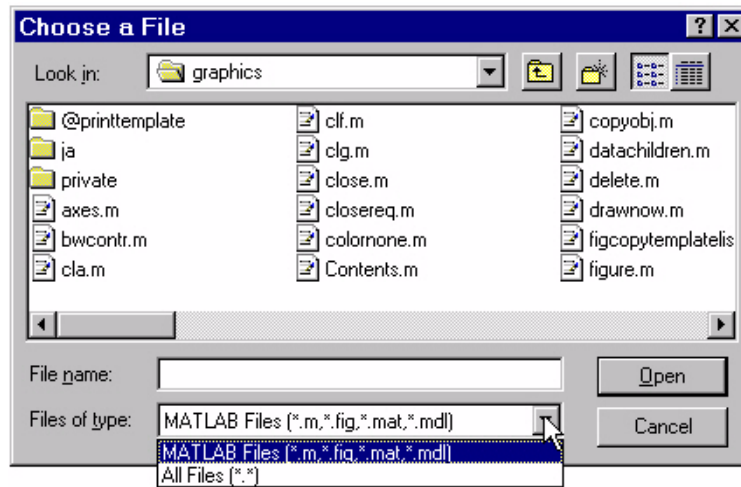 Choose a File
Look in: graphics
@printtemplate clf.m copyobj.m
ja clg.m datachildren.m
private close.m delete.m
axes.m closereq.m drawnow.m
bwcontr.m colornone.m figcopytemplatelis
cla.m Contents.m figure.m
File name: Open
Files of type: MATLAB Files (*.m,*.fig,*.mat,*.mdl) Cancel
MATLAB Files (*.m,*.fig,*.mat,*.mdl)
All Files (*.*)